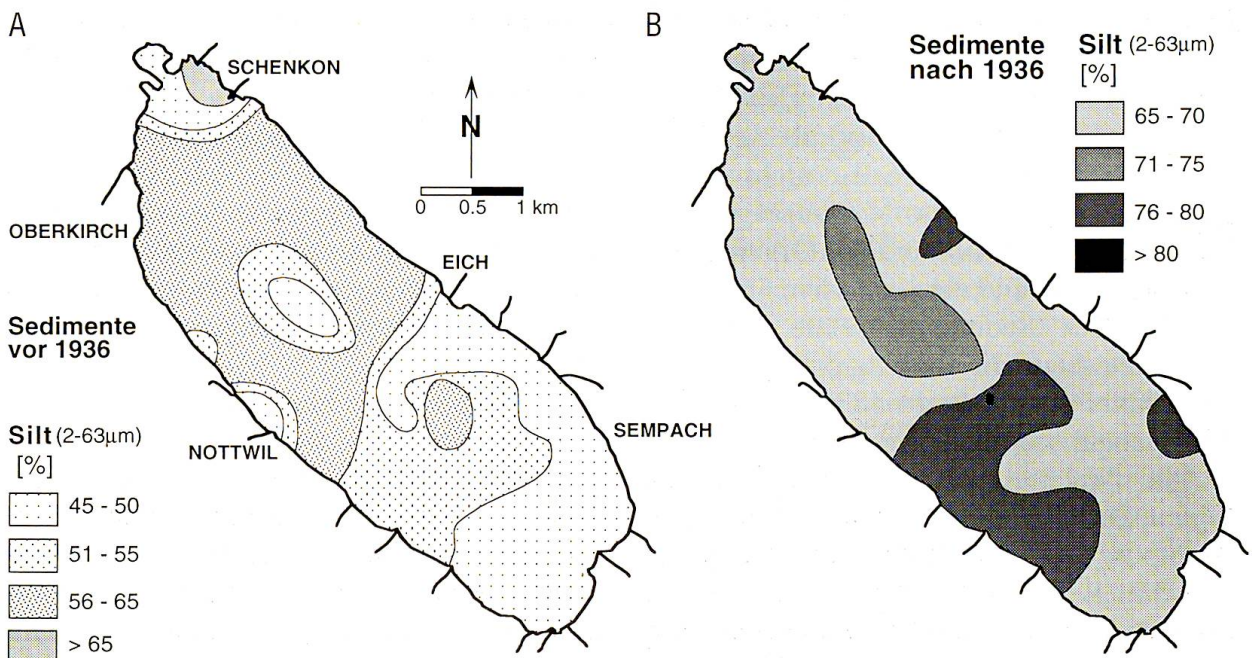 A
SCHENKON
N
0 0.5 1 km
OBERKIRCH
EICH
Sedimente
vor 1936
NOTTWIL
SEMPACH
Silt (2-63µm)
[%]
45 - 50
51 - 55
56 - 65
> 65
B
Sedimente
nach 1936
Silt (2-63µm)
[%]
65 - 70
71 - 75
76 - 80
> 80